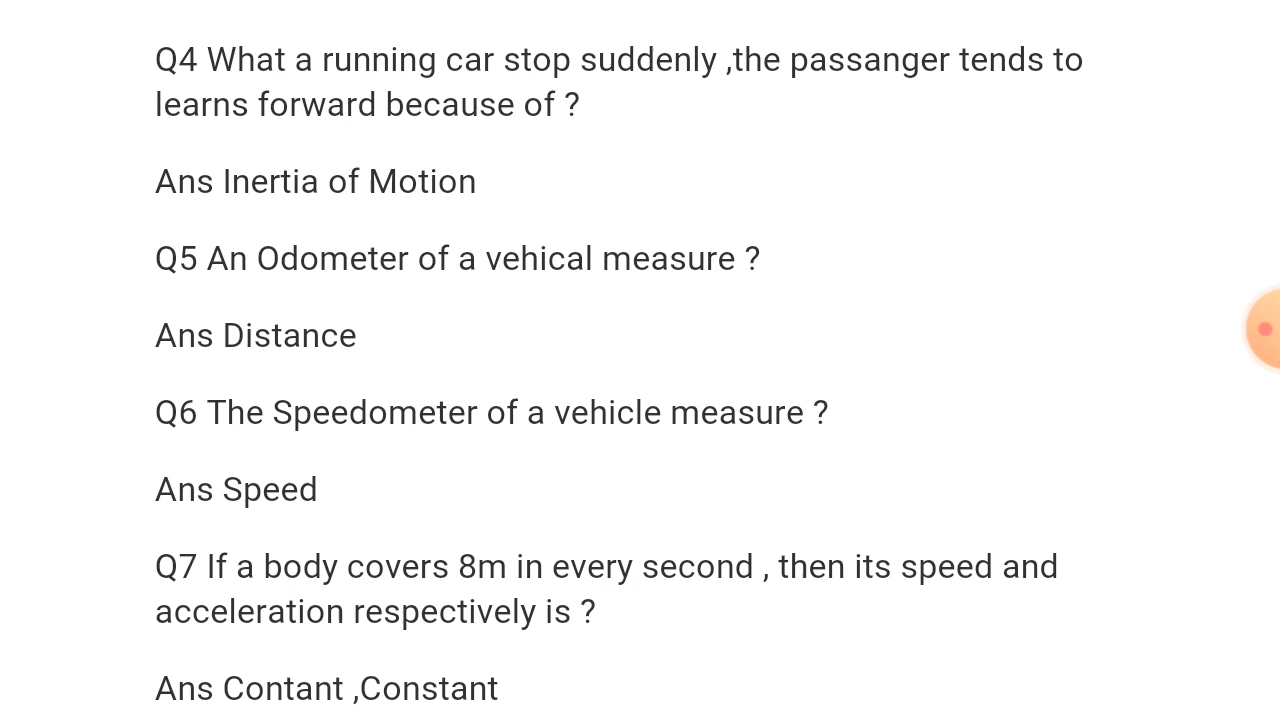 Q4 What a running car stop suddenly ,the passanger tends to
learns forward because of ?
Ans Inertia of Motion
Q5 An Odometer of a vehical measure ?
Ans Distance
Q6 The Speedometer of a vehicle measure ?
Ans Speed
Q7 If a body covers 8m in every second , then its speed and
acceleration respectively is ?
Ans Contant ,Constant